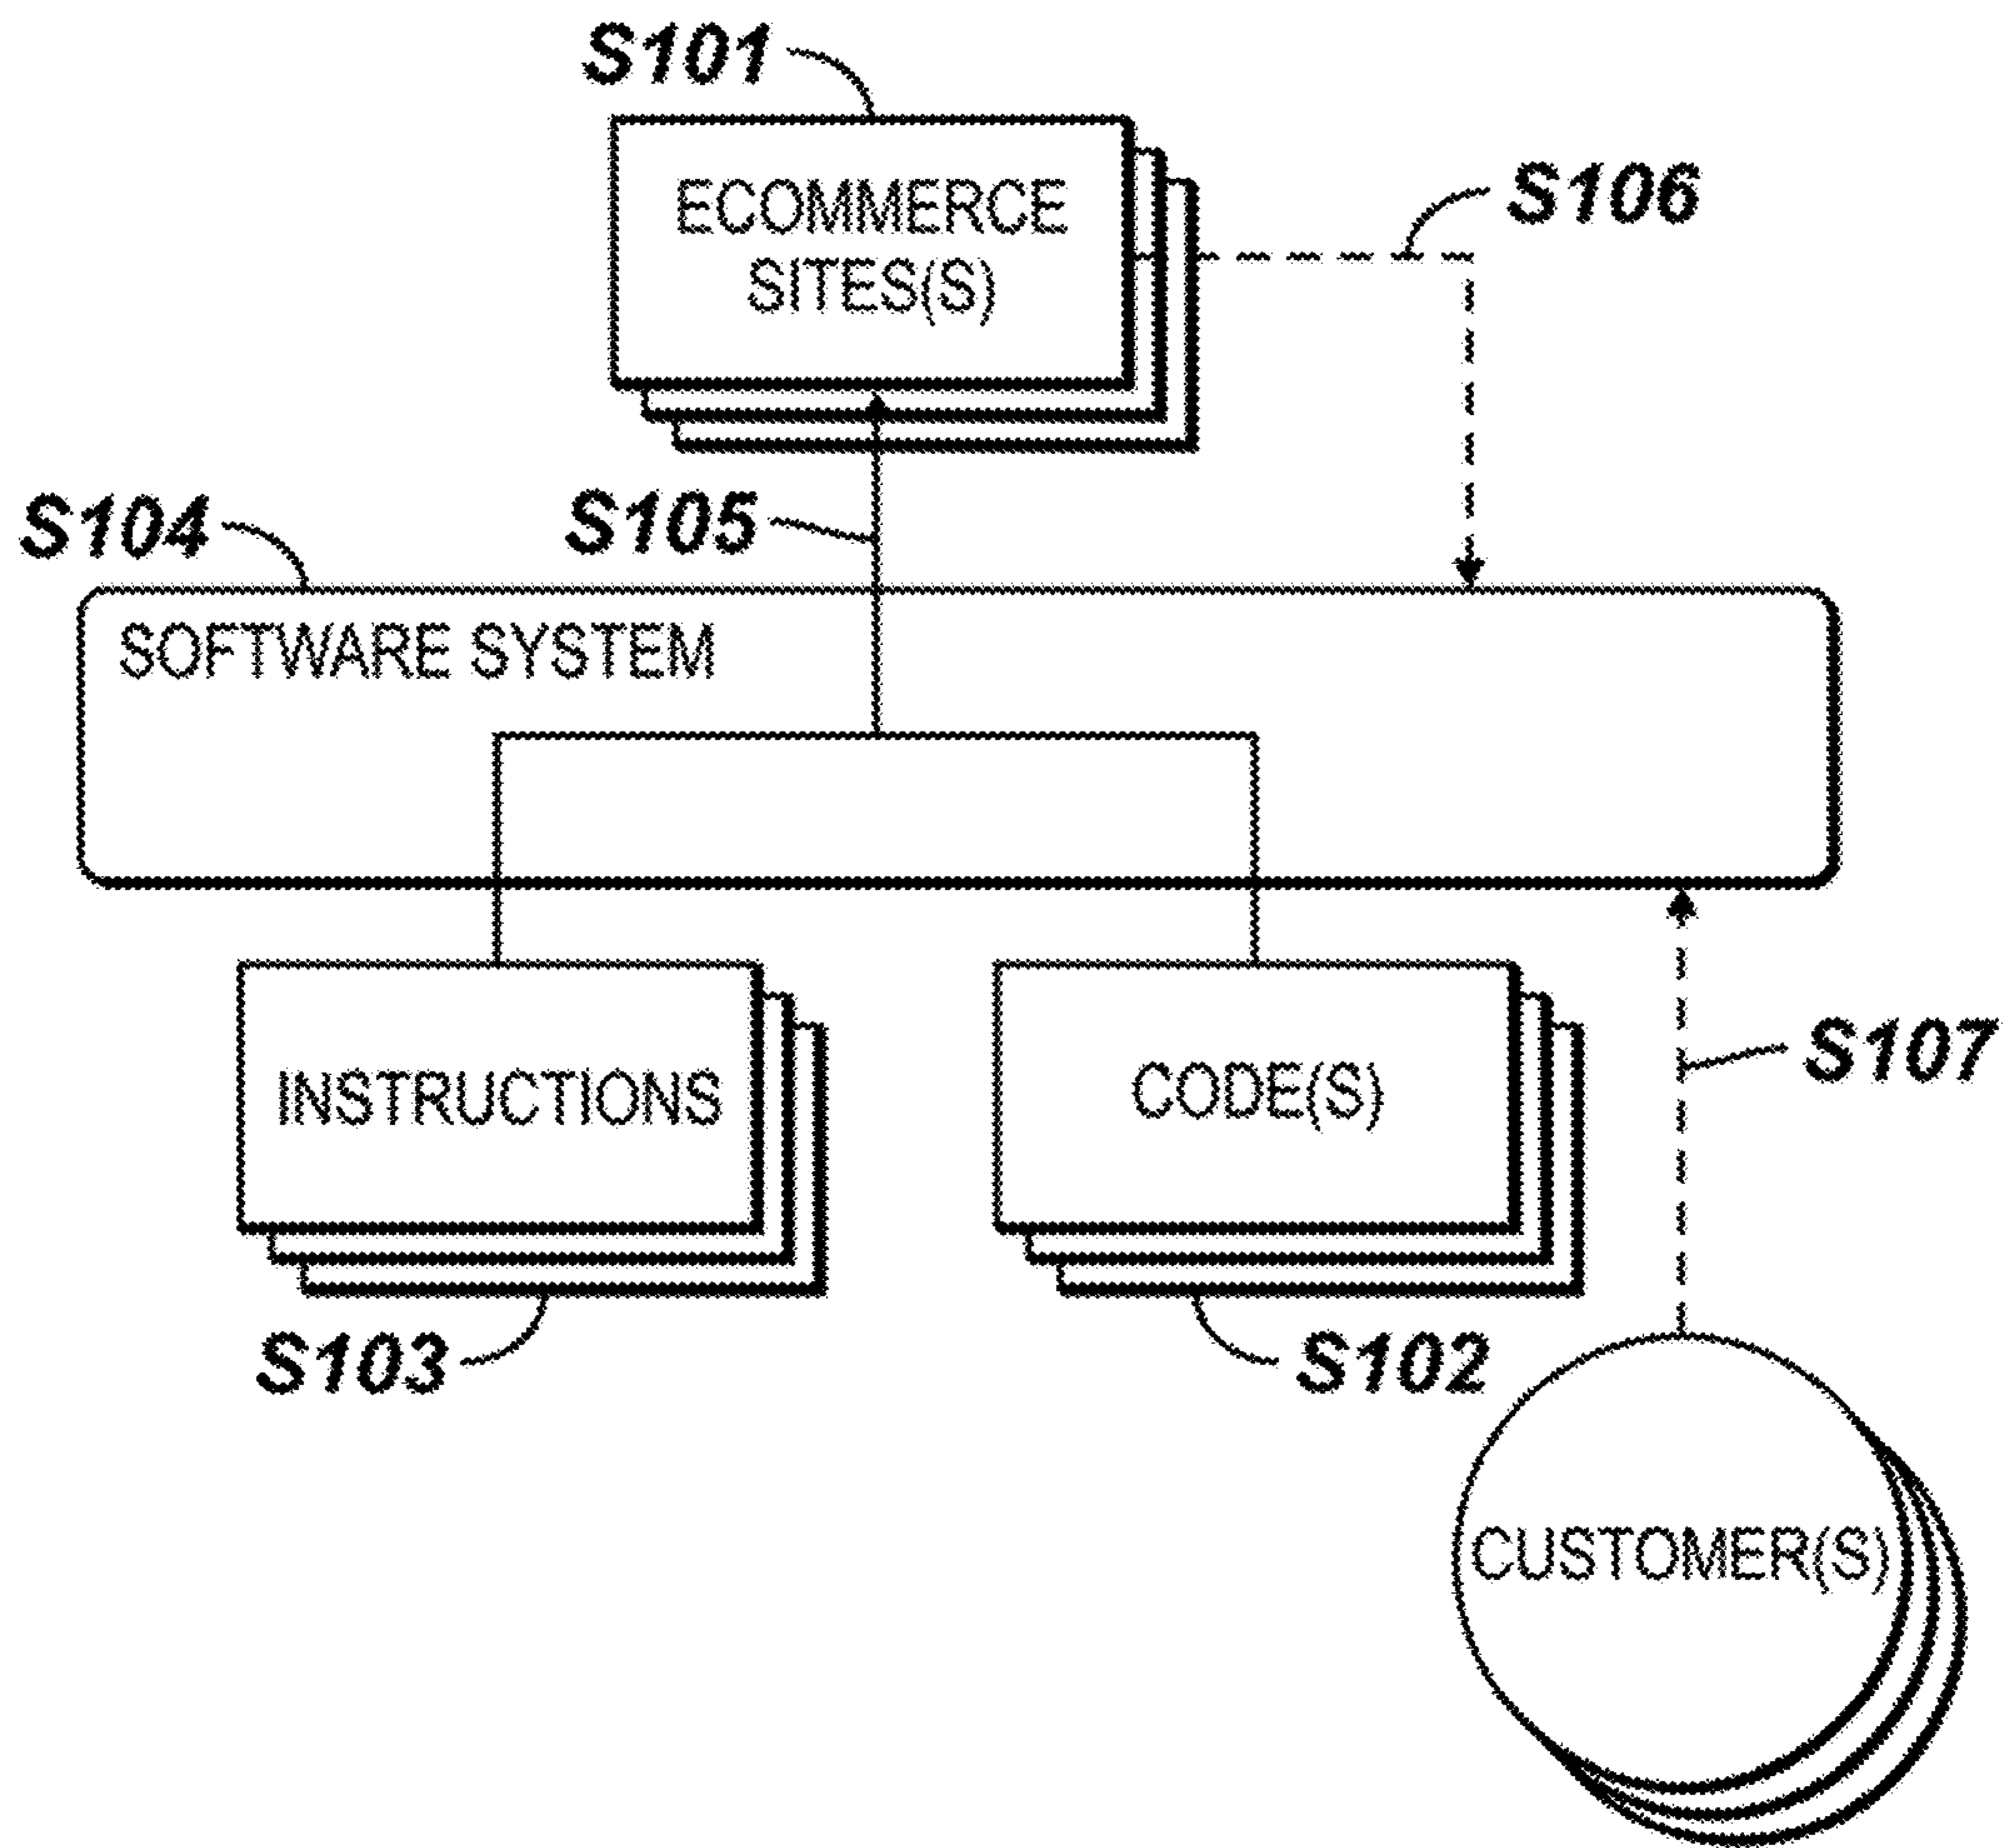 S101
ECOMMERCE
SITES(S)
S106
S104
S105
SOFTWARE SYSTEM
INSTRUCTIONS
CODE(S)
S107
S103
S102
CUSTOMER(S)